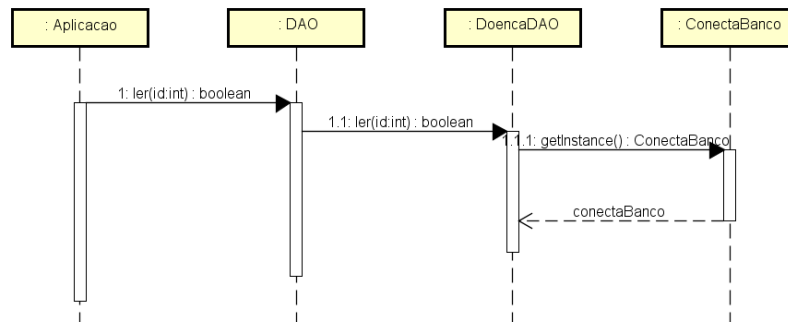 : Aplicacao
: DAO
: DoencaDAO
: ConectaBanco
1: ler(id:int) : boolean
1.1: ler(id:int) : boolean
1.1.1: getInstance() : ConectaBanco
conectaBanco